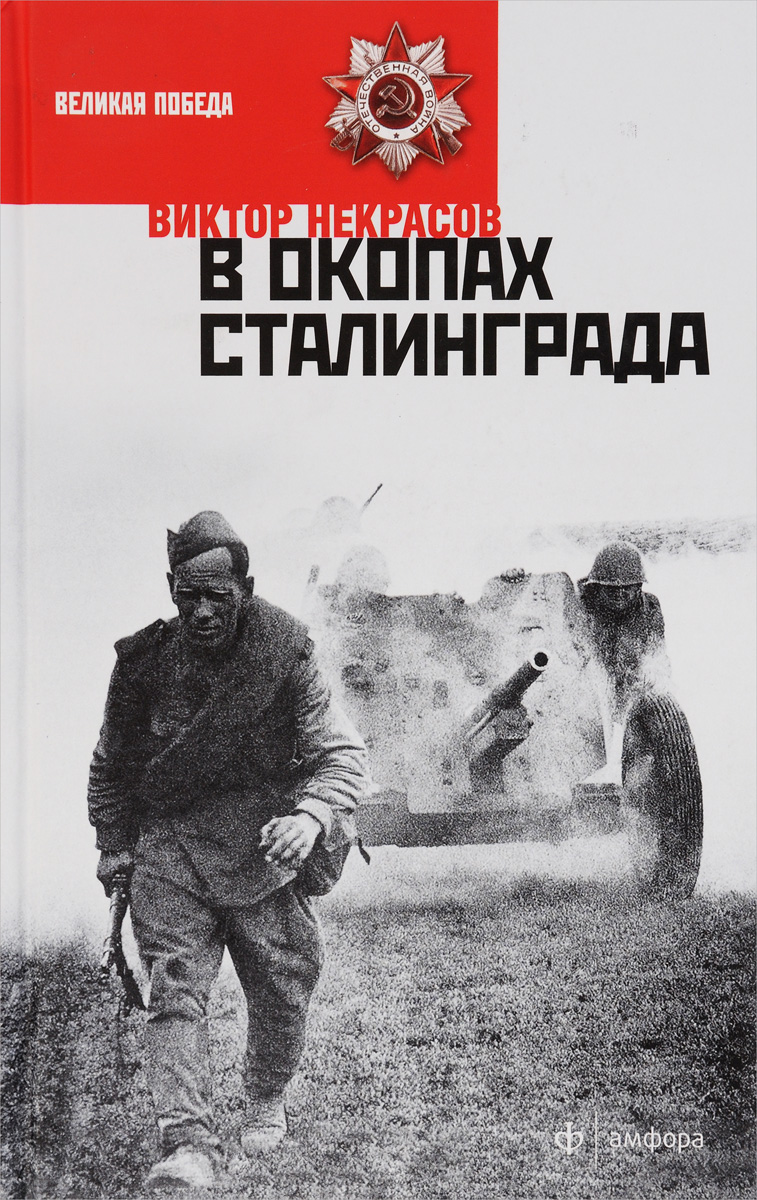 ВЕЛИКАЯ ПОБЕДА
ОТЕЧЕСТВЕННАЯ ВОЙНА
ВИКТОР НЕКРАСОВ
В ОКОПАХ
СТАЛИНГРАДА
ф амфора